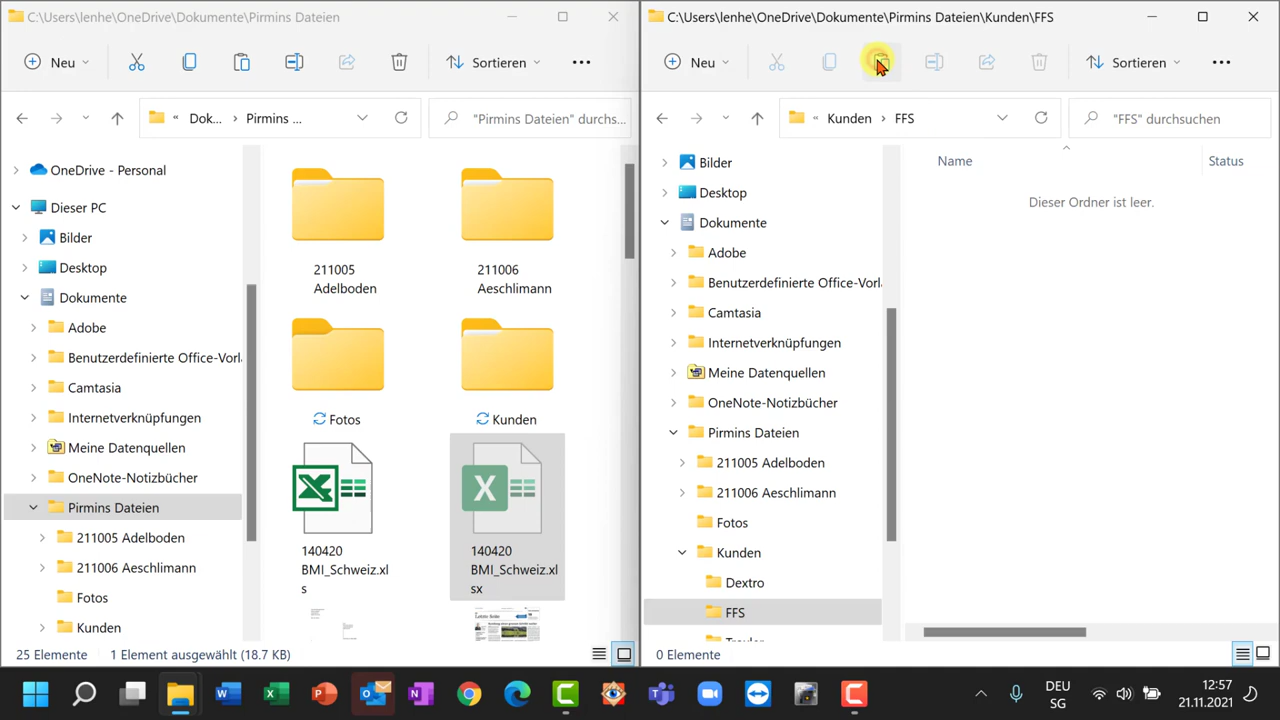 C:\Users\lenhe\OneDrive\Dokumente\Pirmins Dateien
Neu
Sortieren
« Dok... > Pirmins ...
"Pirmins Dateien" durchs...
OneDrive - Personal
Dieser PC
Bilder
Desktop
Dokumente
Adobe
Benutzerdefinierte Office-Vorl
Camtasia
Internetverknüpfungen
Meine Datenquellen
OneNote-Notizbücher
Pirmins Dateien
211005 Adelboden
211006 Aeschlimann
Fotos
Kunden
211005
Adelboden
211006
Aeschlimann
Fotos
Kunden
140420
BMI_Schweiz.xl
s
140420
BMI_Schweiz.xl
sx
25 Elemente
1 Element ausgewählt (18.7 KB)
C:\Users\lenhe\OneDrive\Dokumente\Pirmins Dateien\Kunden\FFS
Neu
Sortieren
« Kunden > FFS
"FFS" durchsuchen
Bilder
Desktop
Dokumente
Adobe
Benutzerdefinierte Office-Vorla
Camtasia
Internetverknüpfungen
Meine Datenquellen
OneNote-Notizbücher
Pirmins Dateien
211005 Adelboden
211006 Aeschlimann
Fotos
Kunden
Dextro
FFS
Name
Status
Dieser Ordner ist leer.
0 Elemente
DEU
SG
12:57
21.11.2021